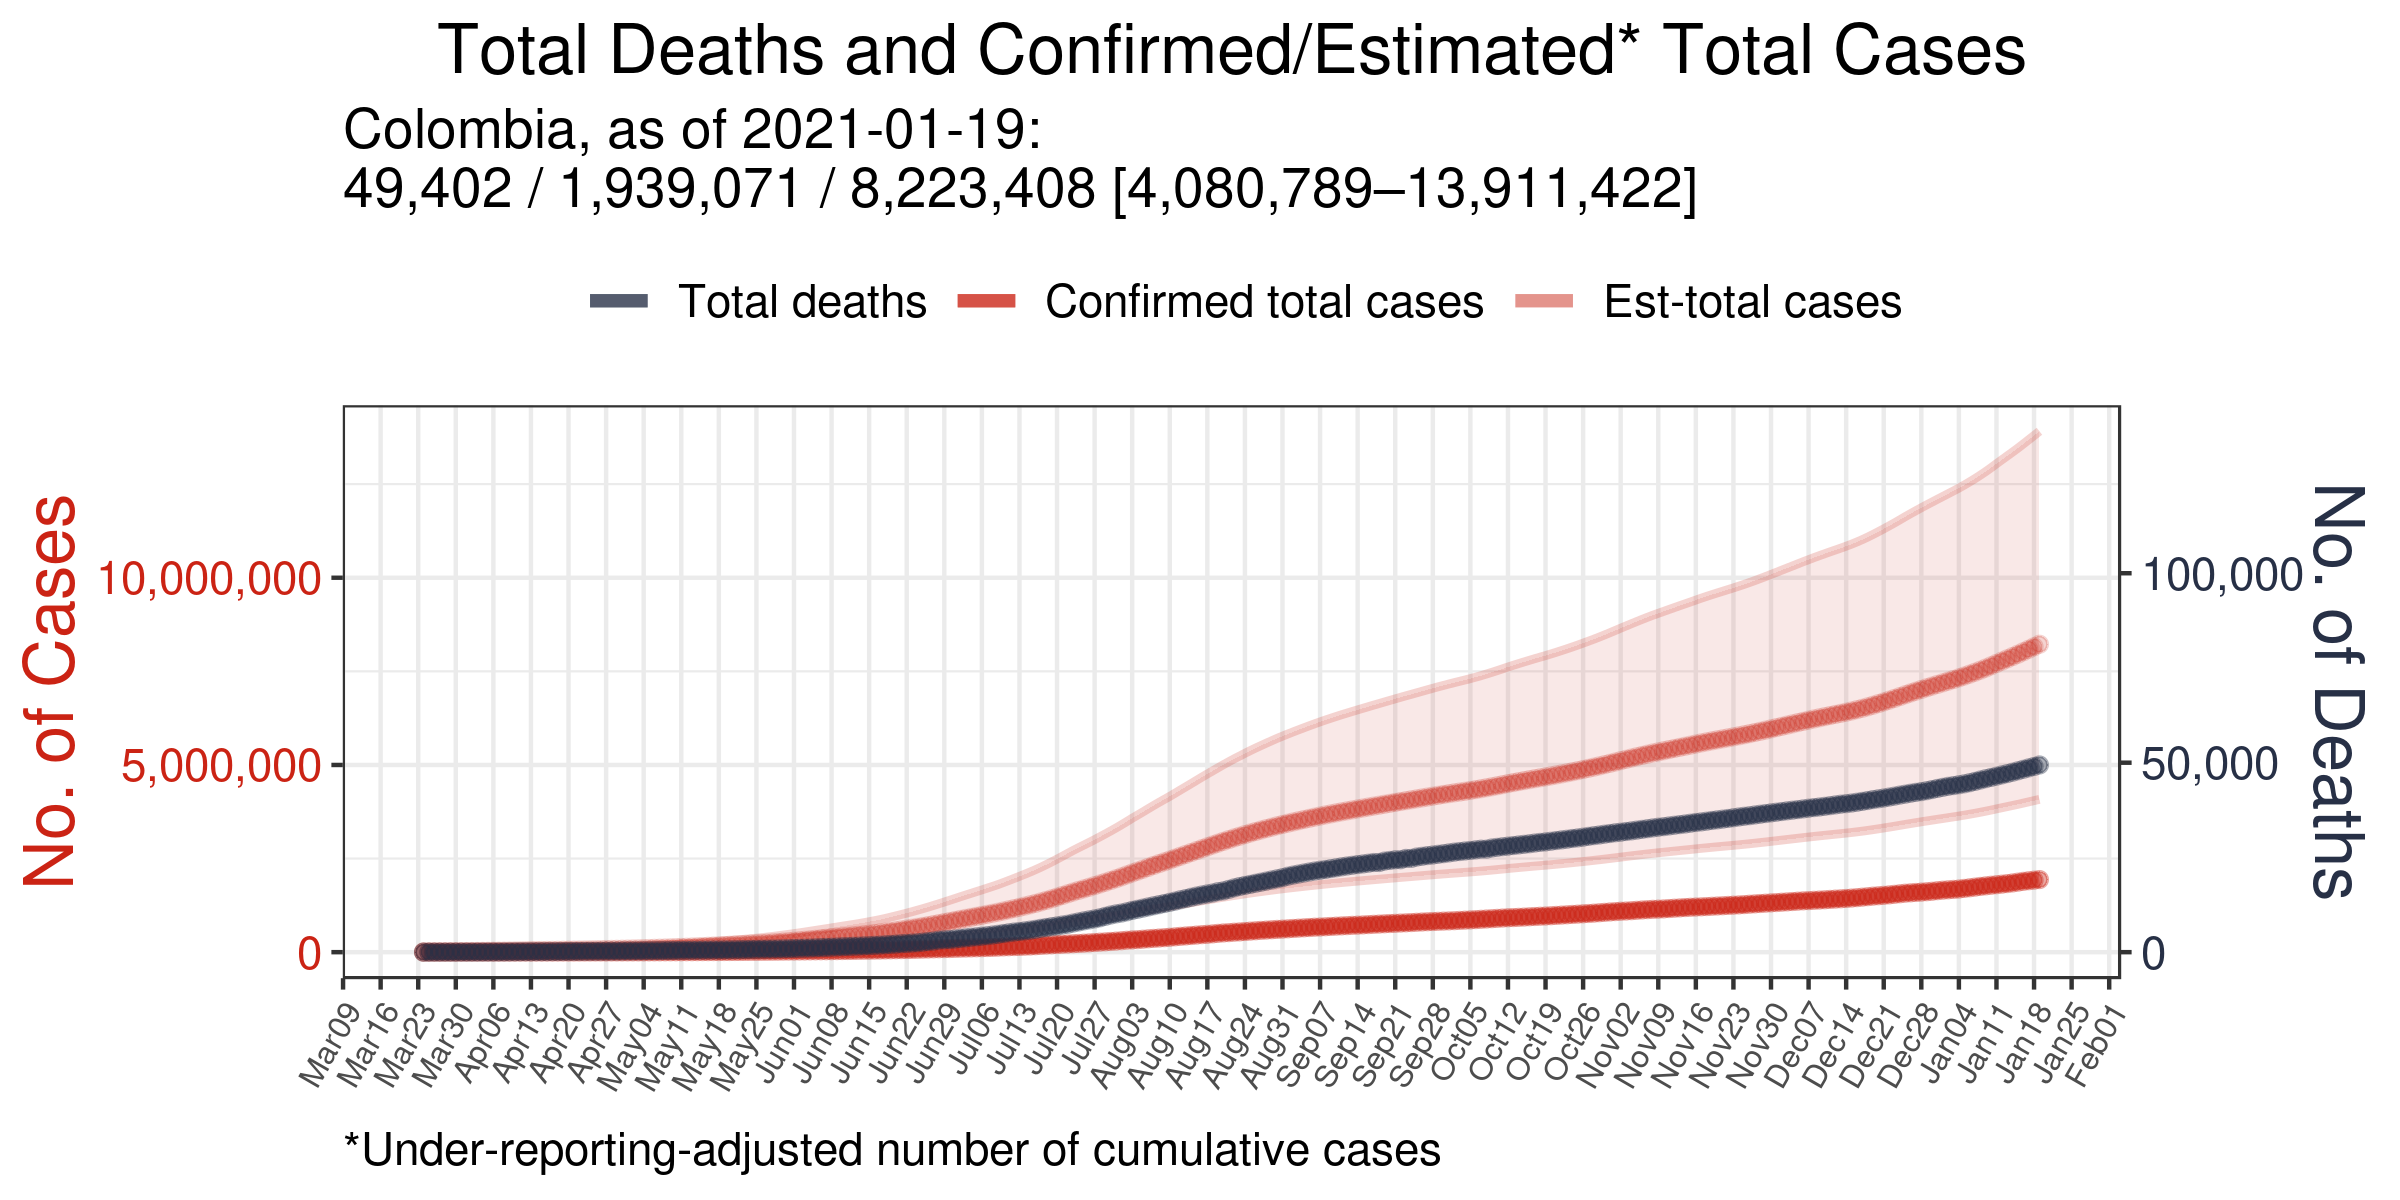 Total Deaths and Confirmed/Estimated* Total Cases
Colombia, as of 2021-01-19:
49,402 / 1,939,071 / 8,223,408 [4,080,789–13,911,422]
Total deaths
Confirmed total cases
Est-total cases
No. of Cases
10,000,000
5,000,000
0
100,000
50,000
0
No. of Deaths
Mar09
Mar16
Mar23
Mar30
Apr06
Apr13
Apr20
Apr27
May04
May11
May18
May25
Jun01
Jun08
Jun15
Jun22
Jun29
Jul06
Jul13
Jul20
Jul27
Aug03
Aug10
Aug17
Aug24
Aug31
Sep07
Sep14
Sep21
Sep28
Oct05
Oct12
Oct19
Oct26
Nov02
Nov09
Nov16
Nov23
Nov30
Dec07
Dec14
Dec21
Dec28
Jan04
Jan11
Jan18
Jan25
Feb01
*Under-reporting-adjusted number of cumulative cases